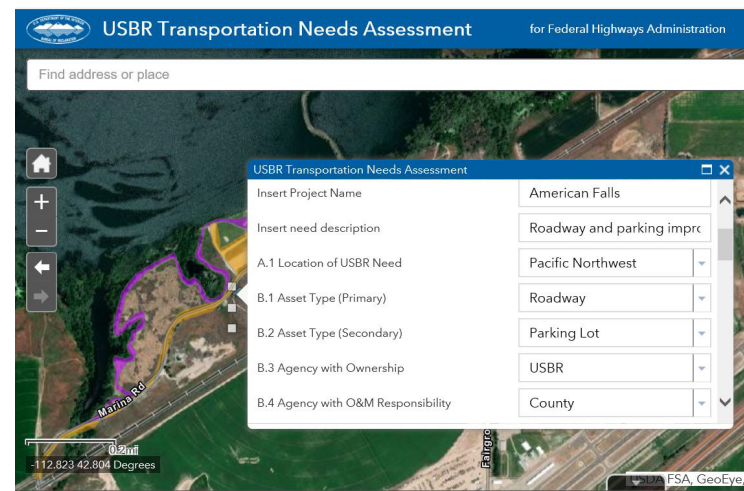 USBR Transportation Needs Assessment
for Federal Highways Administration
Find address or place
USBR Transportation Needs Assessment
Insert Project Name
American Falls
Insert need description
Roadway and parking impro
A.1 Location of USBR Need
Pacific Northwest
B.1 Asset Type (Primary)
Roadway
B.2 Asset Type (Secondary)
Parking Lot
B.3 Agency with Ownership
USBR
B.4 Agency with O&M Responsibility
County
Marina Rd
Fairgro
0.2mi
-112.823 42.804 Degrees
USDA FSA, GeoEye,